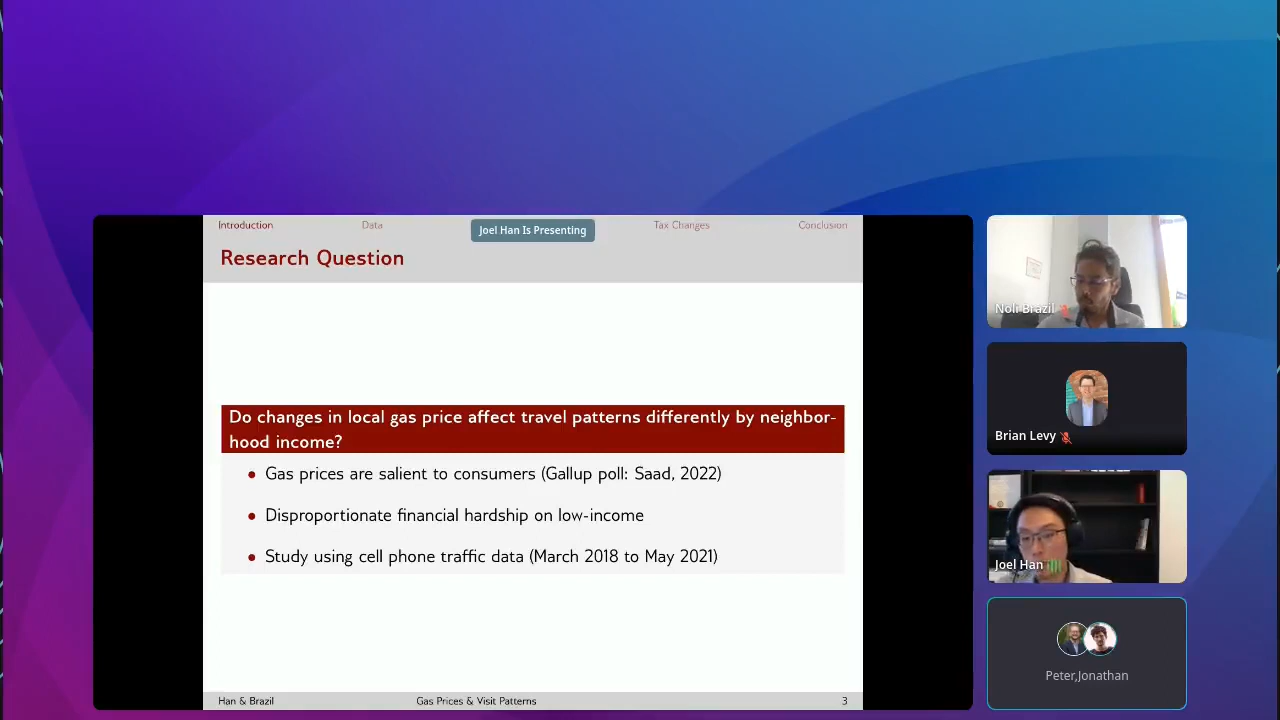 Introduction
Data
Joel Han Is Presenting
Tax Changes
Conclusion
Research Question
Do changes in local gas price affect travel patterns differently by neighbor-
hood income?
• Gas prices are salient to consumers (Gallup poll: Saad, 2022)
• Disproportionate financial hardship on low-income
• Study using cell phone traffic data (March 2018 to May 2021)
Han & Brazil
Gas Prices & Visit Patterns
3
Noli Brazil
Brian Levy
Joel Han
Peter,Jonathan